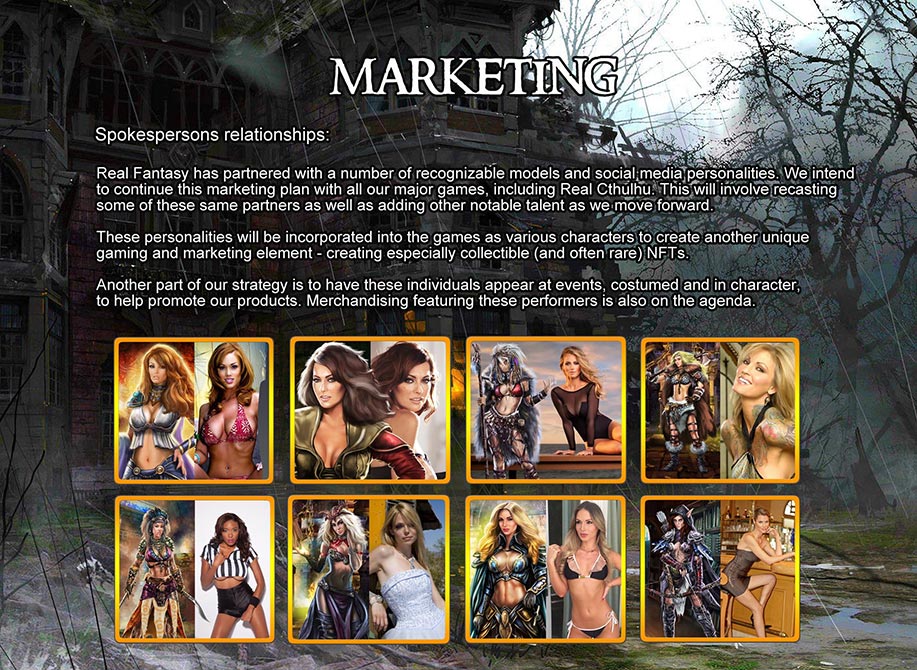 MARKETING
Spokespersons relationships:
Real Fantasy has partnered with a number of recognizable models and social media personalities. We intend
to continue this marketing plan with all our major games, including Real Cthulhu. This will involve recasting
some of these same partners as well as adding other notable talent as we move forward.
These personalities will be incorporated into the games as various characters to create another unique
gaming and marketing element - creating especially collectible (and often rare) NFTs.
Another part of our strategy is to have these individuals appear at events, costumed and in character,
to help promote our products. Merchandising featuring these performers is also on the agenda.